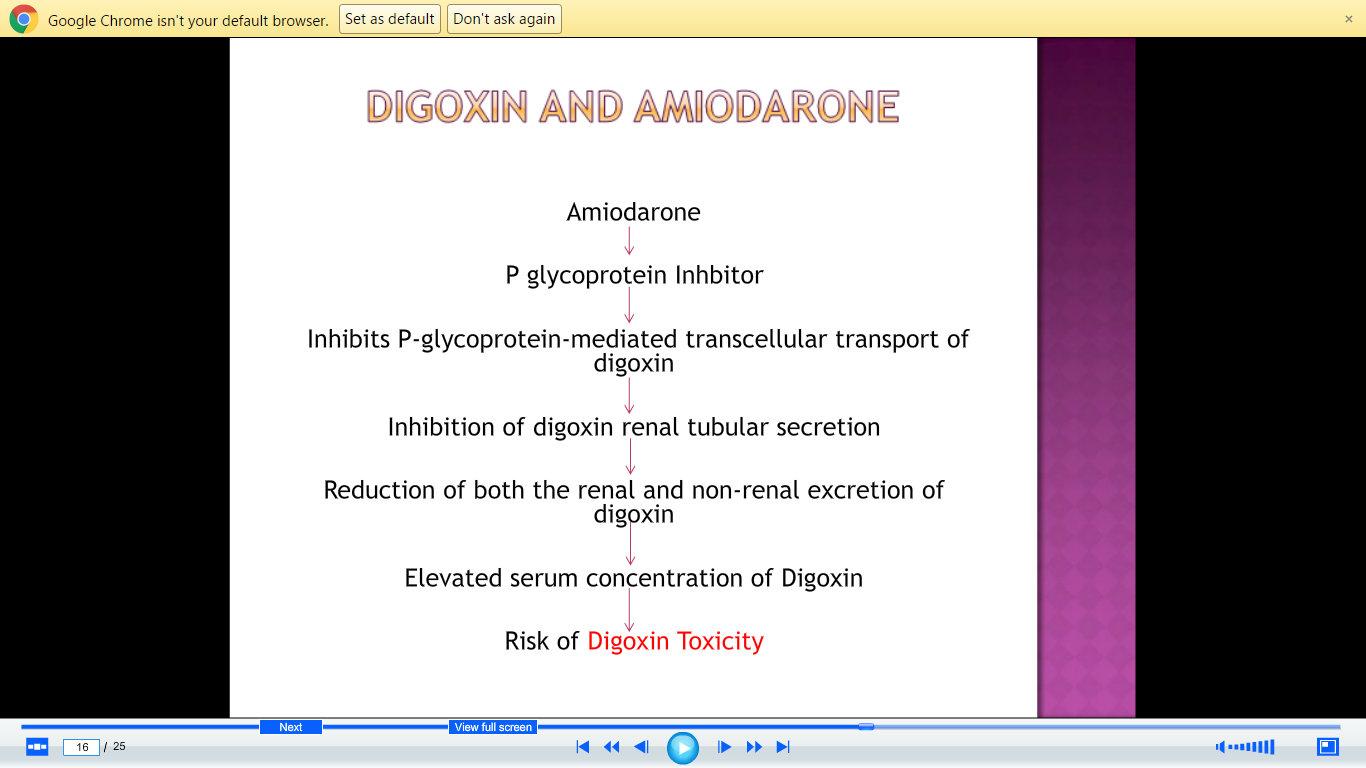 Google Chrome isn't your default browser. Set as default Don't ask again ×
DIGOXIN AND AMIODARONE
Amiodarone
P glycoprotein Inhbitor
Inhibits P-glycoprotein-mediated transcellular transport of
digoxin
Inhibition of digoxin renal tubular secretion
Reduction of both the renal and non-renal excretion of
digoxin
Elevated serum concentration of Digoxin
Risk of Digoxin Toxicity
Next View full screen
16 / 25